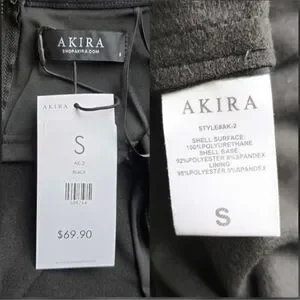 AKIRA
SHOPAKIRA.COM
S
AKIRA
S
AK-2
BLACK
$69.90
AKIRA
STYLE#AK-2
SHELL SURFACE:
100%POLYURETHANE
SHELL BASE:
92%POLYESTER 8%SPANDEX
LINING:
95%POLYESTER 5%SPANDEX
S